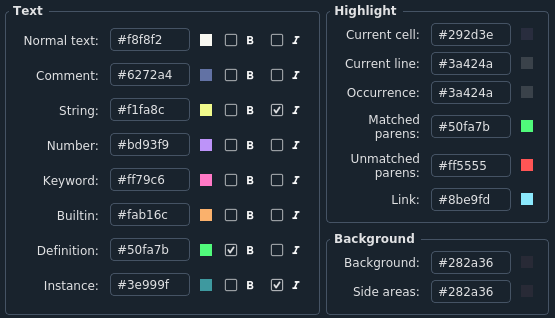 Text
Normal text: #f8f8f2 B I
Comment: #6272a4 B I
String: #f1fa8c B I
Number: #bd93f9 B I
Keyword: #ff79c6 B I
Builtin: #fab16c B I
Definition: #50fa7b B I
Instance: #3e999f B I
Highlight
Current cell: #292d3e
Current line: #3a424a
Occurrence: #3a424a
Matched
parens: #50fa7b
Unmatched
parens: #ff5555
Link: #8be9fd
Background
Background: #282a36
Side areas: #282a36